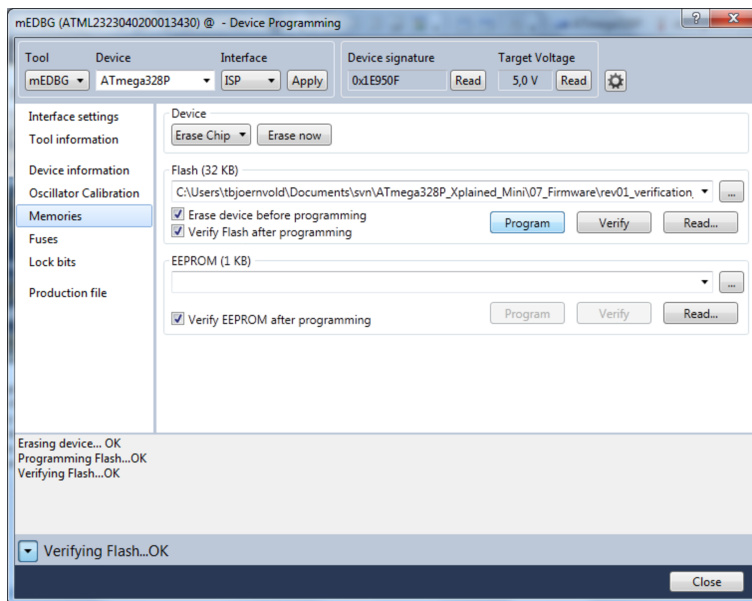 mEDBG (ATML2323040200013430) @ - Device Programming
Tool Device Interface Device signature Target Voltage
mEDBG ATmega328P ISP Apply 0x1E950F Read 5,0 V Read
Interface settings
Tool information
Device information
Oscillator Calibration
Memories
Fuses
Lock bits
Production file
Device
Erase Chip Erase now
Flash (32 KB)
C:\Users\tbjoernvold\Documents\svn\ATmega328P_Xplained_Mini\07_Firmware\rev01_verification_ ...
Erase device before programming
Verify Flash after programming
Program Verify Read...
EEPROM (1 KB)
...
Verify EEPROM after programming
Program Verify Read...
Erasing device... OK
Programming Flash...OK
Verifying Flash...OK
Verifying Flash...OK
Close